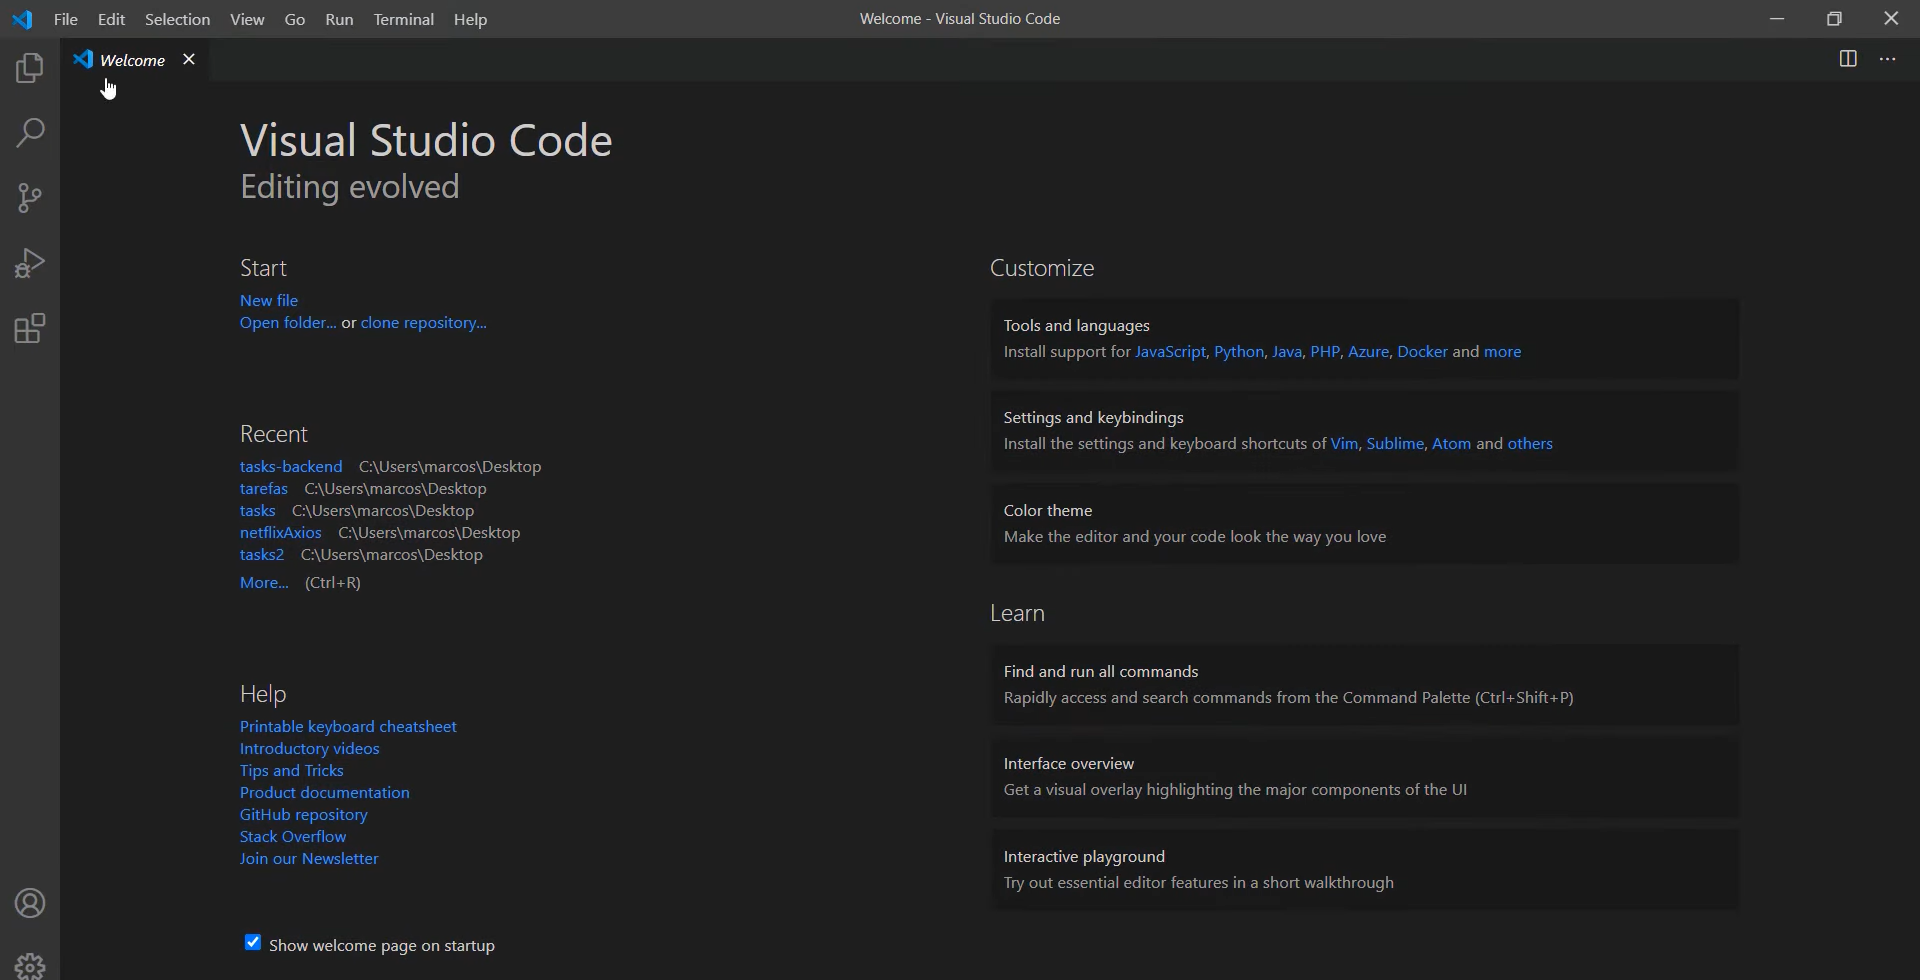 File Edit Selection View Go Run Terminal Help
Welcome - Visual Studio Code
Welcome
Visual Studio Code
Editing evolved
Start
New file
Open folder... or clone repository...
Recent
tasks-backend C:\Users\marcos\Desktop
tarefas C:\Users\marcos\Desktop
tasks C:\Users\marcos\Desktop
netflixAxios C:\Users\marcos\Desktop
tasks2 C:\Users\marcos\Desktop
More... (Ctrl+R)
Help
Printable keyboard cheatsheet
Introductory videos
Tips and Tricks
Product documentation
GitHub repository
Stack Overflow
Join our Newsletter
Show welcome page on startup
Customize
Tools and languages
Install support for JavaScript, Python, Java, PHP, Azure, Docker and more
Settings and keybindings
Install the settings and keyboard shortcuts of Vim, Sublime, Atom and others
Color theme
Make the editor and your code look the way you love
Learn
Find and run all commands
Rapidly access and search commands from the Command Palette (Ctrl+Shift+P)
Interface overview
Get a visual overlay highlighting the major components of the UI
Interactive playground
Try out essential editor features in a short walkthrough